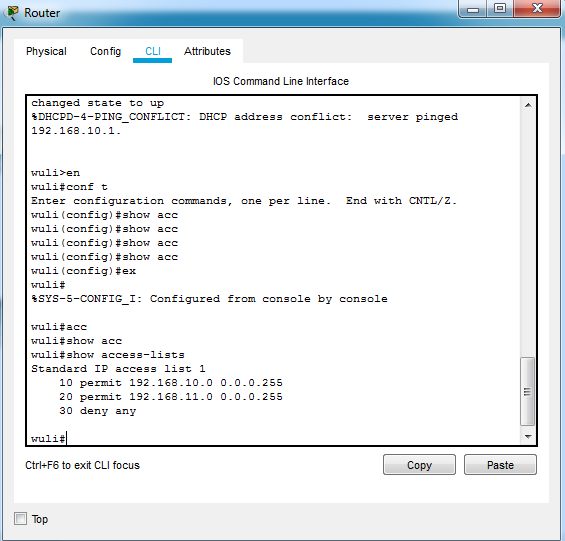 Router
Physical Config CLI Attributes
IOS Command Line Interface
changed state to up
%DHCPD-4-PING_CONFLICT: DHCP address conflict:  server pinged
192.168.10.1.
wuli>en
wuli#conf t
Enter configuration commands, one per line.  End with CNTL/Z.
wuli(config)#show acc
wuli(config)#show acc
wuli(config)#show acc
wuli(config)#show acc
wuli(config)#ex
wuli#
%SYS-5-CONFIG_I: Configured from console by console
wuli#acc
wuli#show acc
wuli#show access-lists
Standard IP access list 1
    10 permit 192.168.10.0 0.0.0.255
    20 permit 192.168.11.0 0.0.0.255
    30 deny any
wuli#
Ctrl+F6 to exit CLI focus Copy Paste
Top